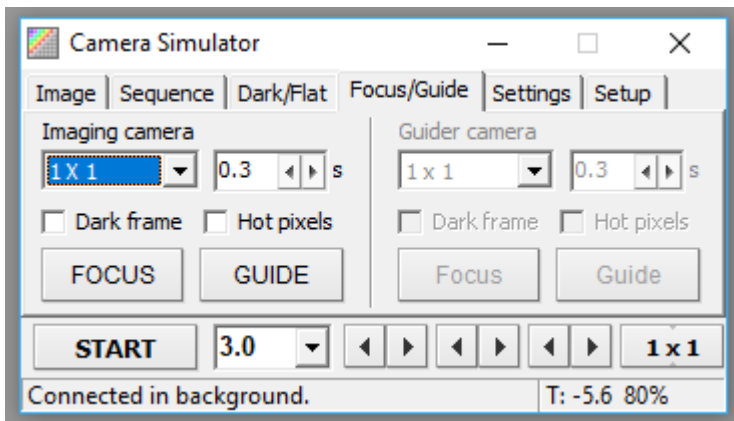 Camera Simulator
Image Sequence Dark/Flat Focus/Guide Settings Setup
Imaging camera Guider camera
1 X 1 0.3 s 1 x 1 0.3 s
Dark frame Hot pixels Dark frame Hot pixels
FOCUS GUIDE Focus Guide
START 3.0 1 x 1
Connected in background. T: -5.6 80%